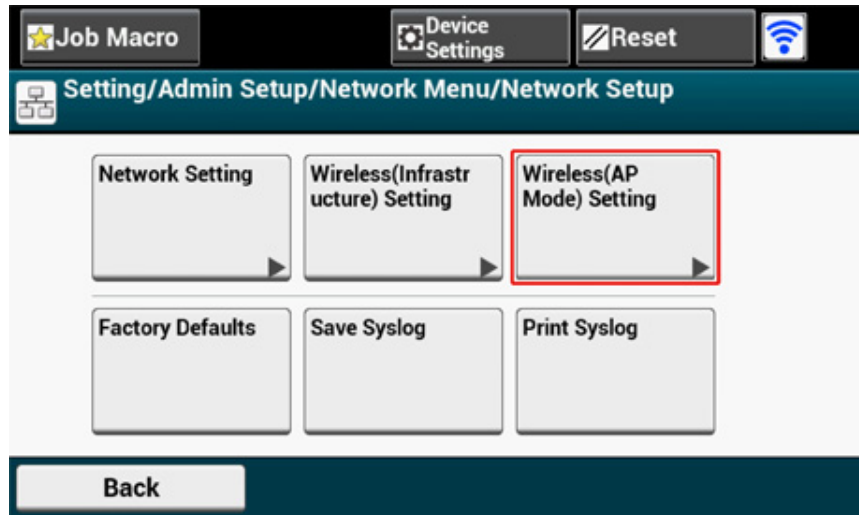 Job Macro
Device
Settings
Reset
Setting/Admin Setup/Network Menu/Network Setup
Network Setting
Wireless(Infrastr
ucture) Setting
Wireless(AP
Mode) Setting
Factory Defaults
Save Syslog
Print Syslog
Back